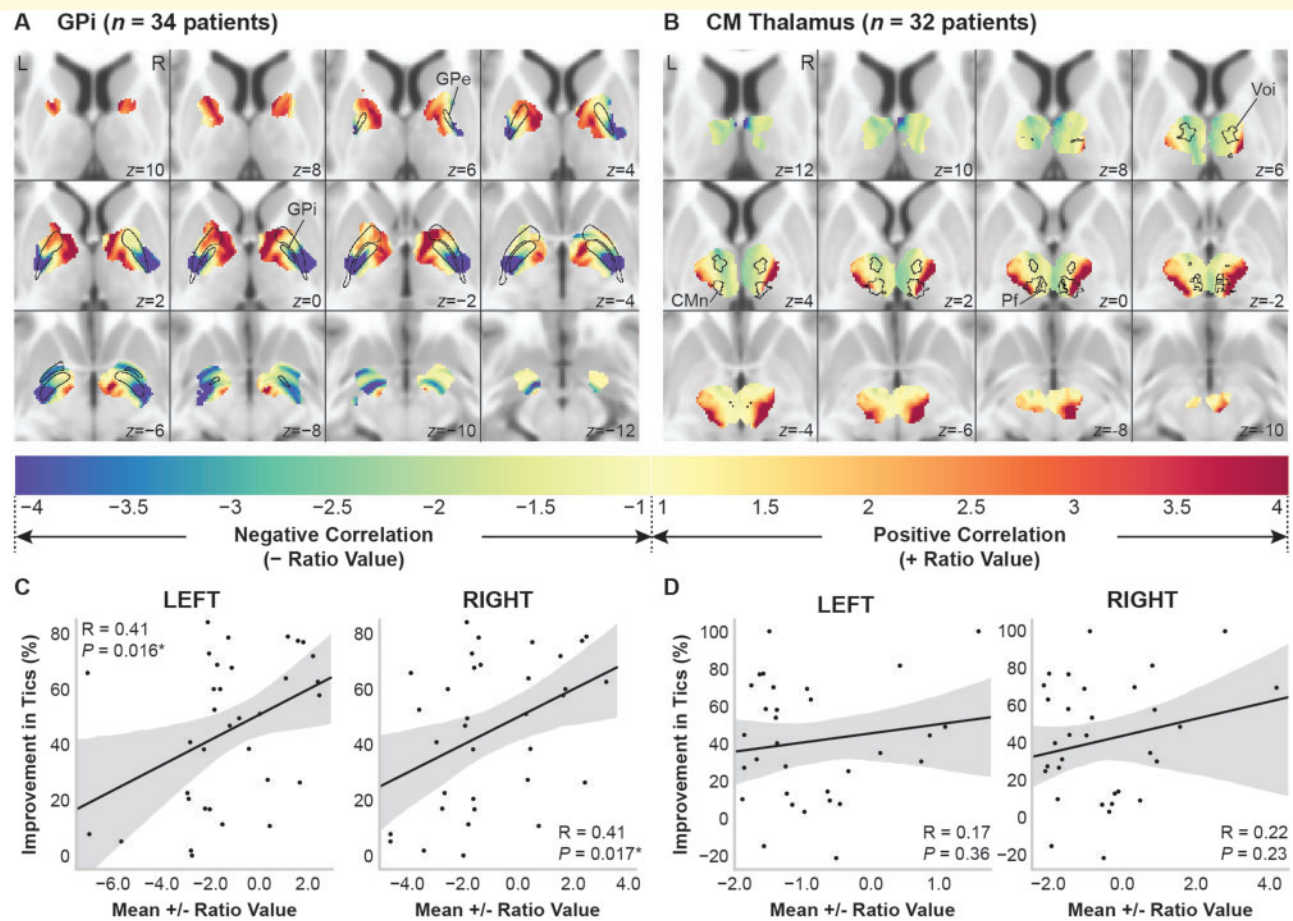 A GPi (n = 34 patients)
L R
GPe
z=10 z=8 z=6 z=4
GPi
z=2 z=0 z=−2 z=−4
z=−6 z=−8 z=−10 z=−12
B CM Thalamus (n = 32 patients)
L R
Voi
z=12 z=10 z=8 z=6
CMn Pf
z=4 z=2 z=0 z=-2
z=-4 z=-6 z=-8 z=-10
−4 −3.5 −3 −2.5 −2 −1.5 −1 1 1.5 2 2.5 3 3.5 4
Negative Correlation
(− Ratio Value)
Positive Correlation
(+ Ratio Value)
C
LEFT
R = 0.41
P = 0.016*
Improvement in Tics (%)
80
60
40
20
0
−6.0 −4.0 −2.0 0.0 2.0
Mean +/- Ratio Value
RIGHT
80
60
40
20
0
R = 0.41
P = 0.017*
−4.0 −2.0 0.0 2.0 4.0
Mean +/- Ratio Value
D
LEFT
Improvement in Tics (%)
100
80
60
40
20
0
−20
R = 0.17
P = 0.36
−2.0 −1.0 0.0 1.0
Mean +/- Ratio Value
RIGHT
100
80
60
40
20
0
−20
R = 0.22
P = 0.23
−2.0 0.0 2.0 4.0
Mean +/- Ratio Value